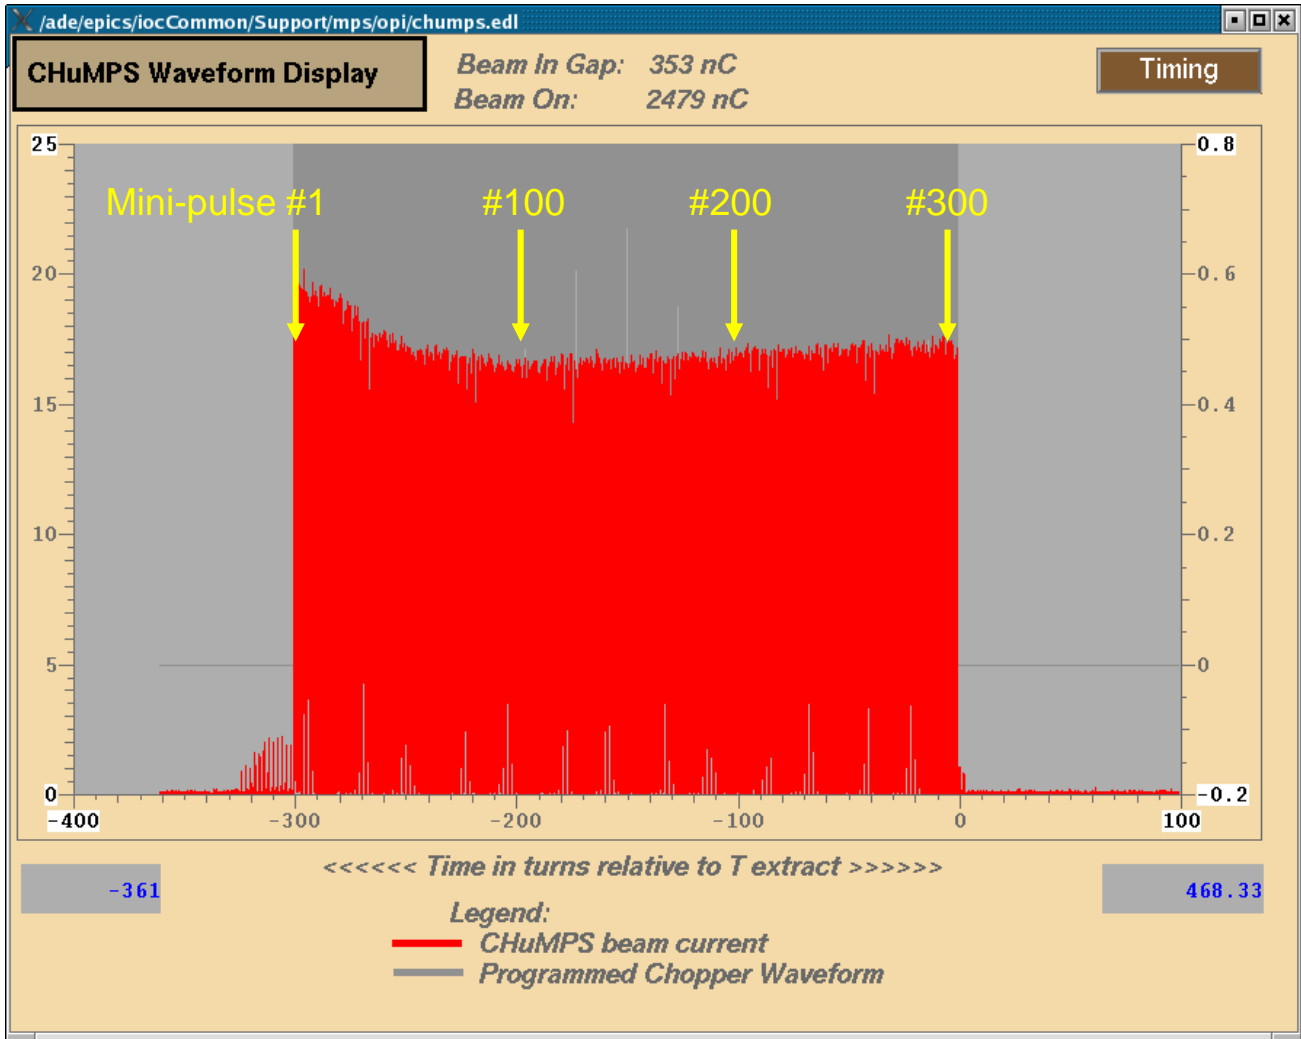 /ade/epics/iocCommon/Support/mps/opi/chumps.edl
CHuMPS Waveform Display
Beam In Gap: 353 nC
Beam On: 2479 nC
Timing
25
20
15
10
5
0
0.8
0.6
0.4
0.2
0
-0.2
Mini-pulse #1
#100
#200
#300
-400
-300
-200
-100
0
100
<<<<<< Time in turns relative to T extract >>>>>>
-361
468.33
Legend:
CHuMPS beam current
Programmed Chopper Waveform